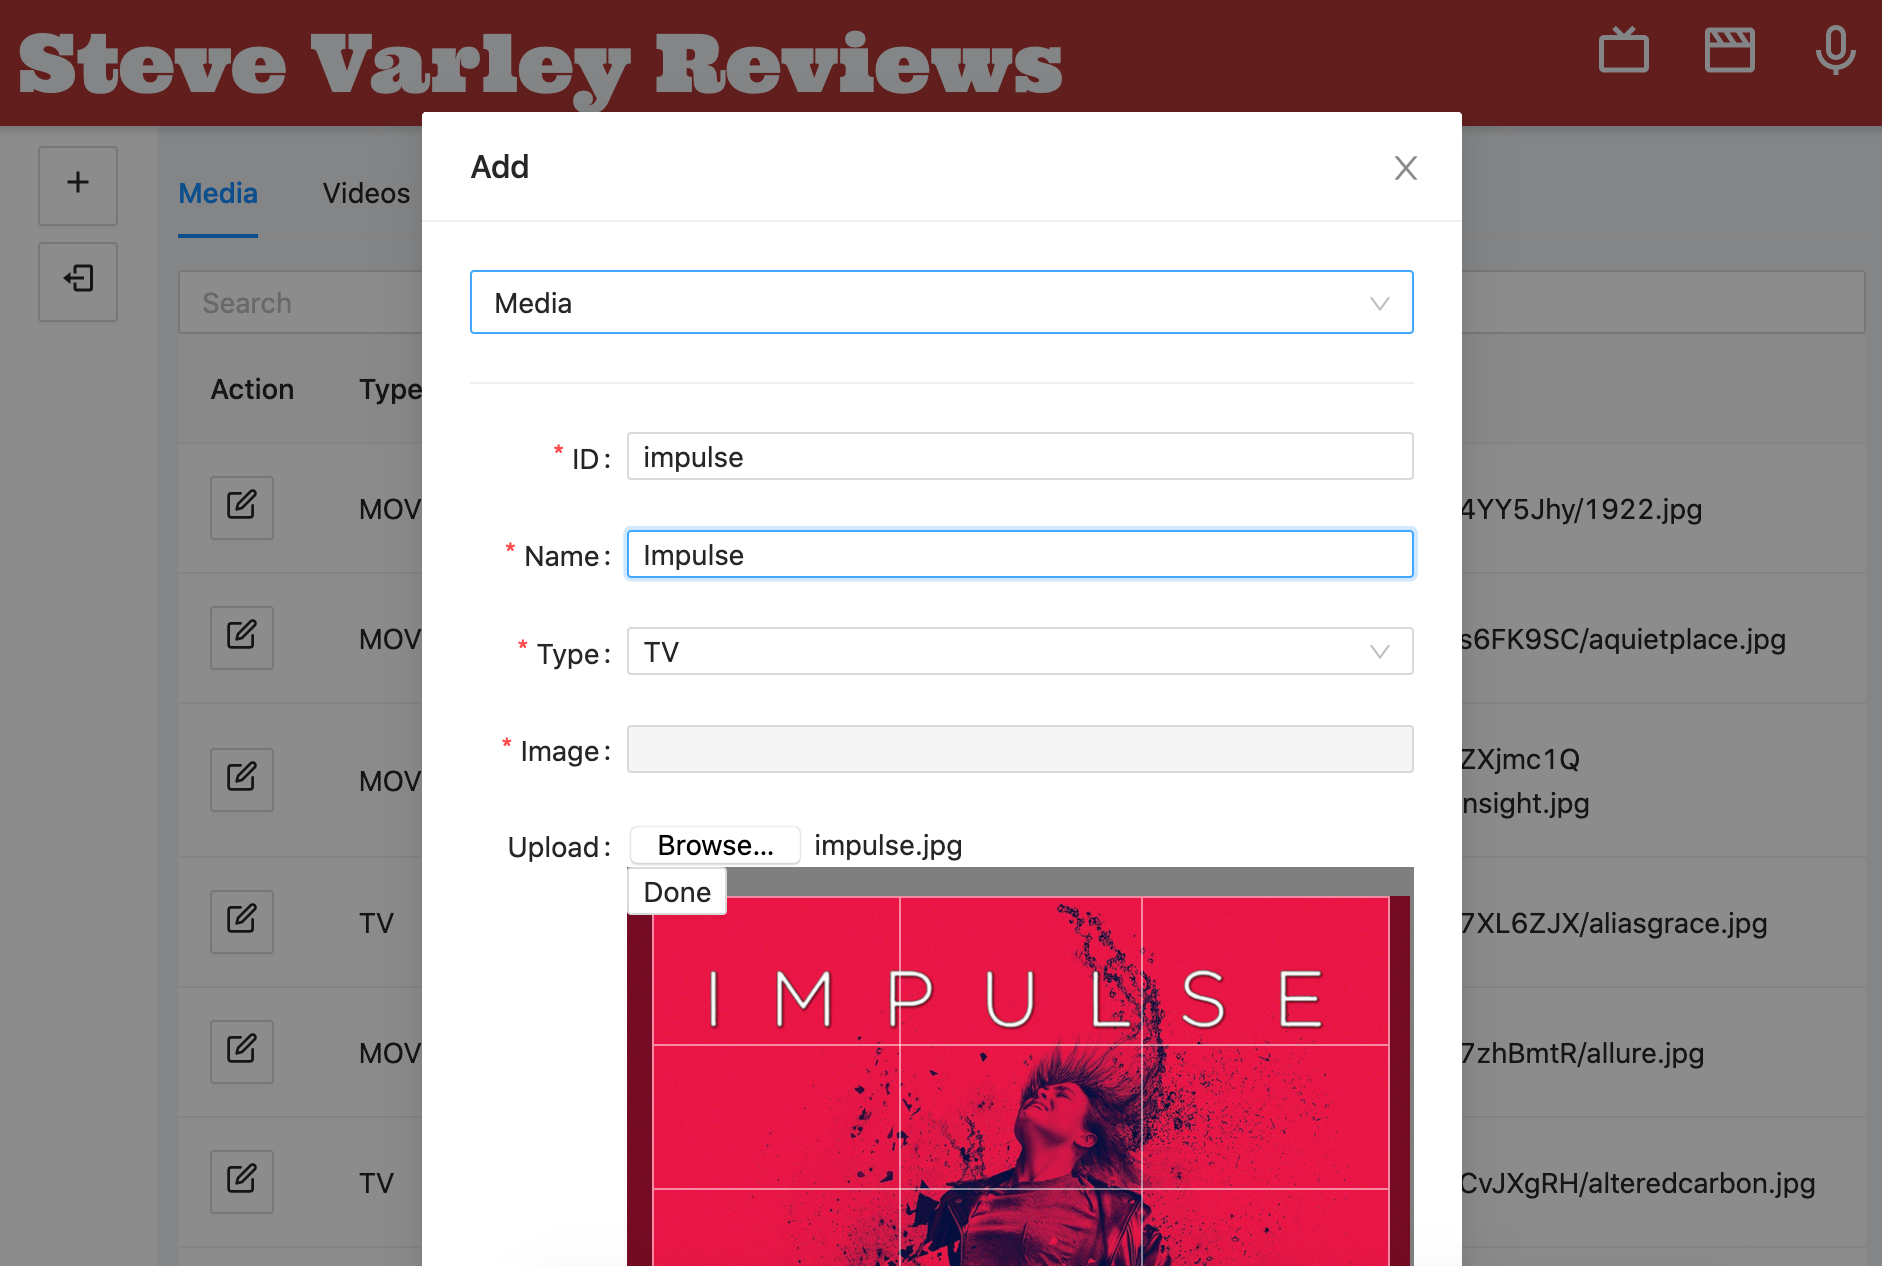 Steve Varley Reviews
Add
Media
Videos
Media
Search
Action
Type
* ID: impulse
MOV
4YY5Jhy/1922.jpg
* Name: Impulse
* Type: TV
MOV
s6FK9SC/aquietplace.jpg
* Image:
MOV
ZXjmc1Q
nsight.jpg
Upload: Browse... impulse.jpg
Done
TV
7XL6ZJX/aliasgrace.jpg
IMPULSE
MOV
7zhBmtR/allure.jpg
TV
CvJXgRH/alteredcarbon.jpg